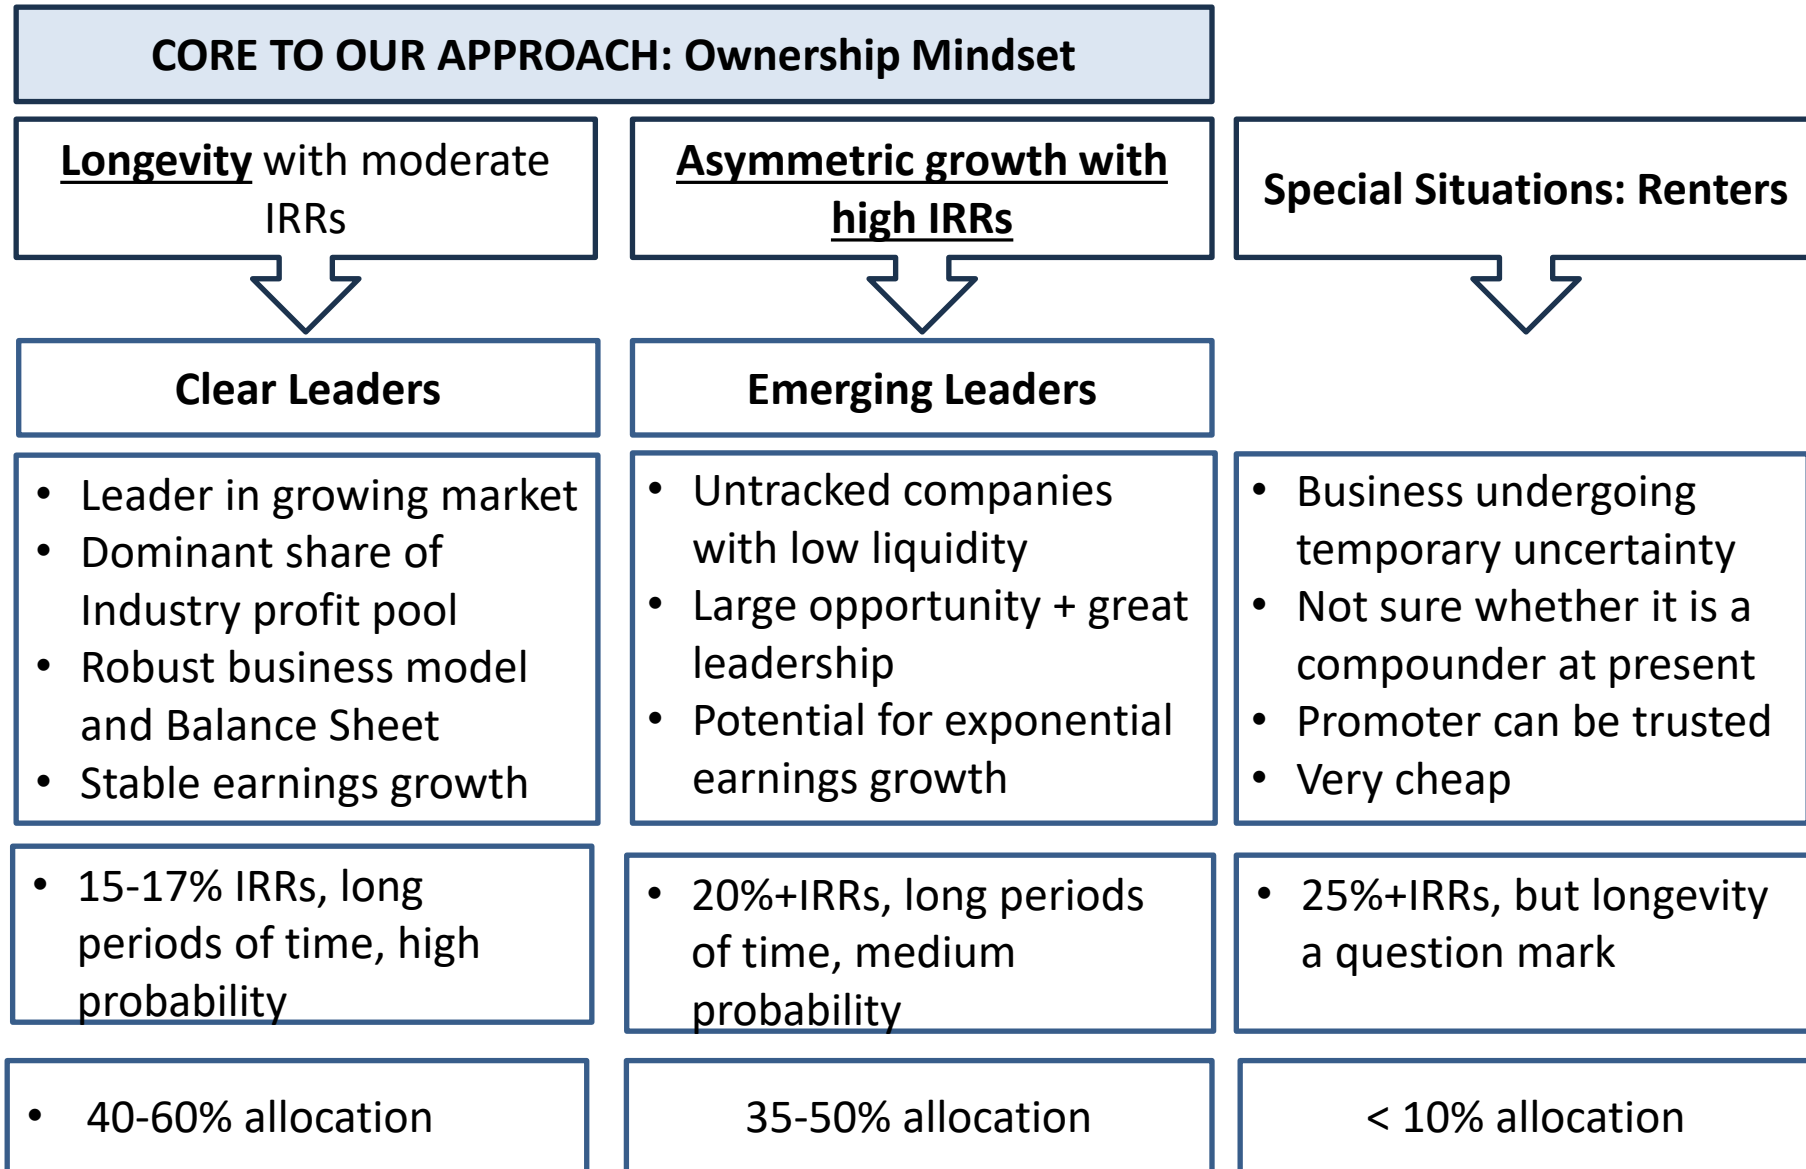 CORE TO OUR APPROACH: Ownership Mindset
Longevity with moderate
IRRs
Asymmetric growth with
high IRRs
Special Situations: Renters
Clear Leaders
Emerging Leaders
• Leader in growing market
• Dominant share of
Industry profit pool
• Robust business model
and Balance Sheet
• Stable earnings growth
• Untracked companies
with low liquidity
• Large opportunity + great
leadership
• Potential for exponential
earnings growth
• Business undergoing
temporary uncertainty
• Not sure whether it is a
compounder at present
• Promoter can be trusted
• Very cheap
• 15-17% IRRs, long
periods of time, high
probability
• 20%+IRRs, long periods
of time, medium
probability
• 25%+IRRs, but longevity
a question mark
• 40-60% allocation
35-50% allocation
< 10% allocation